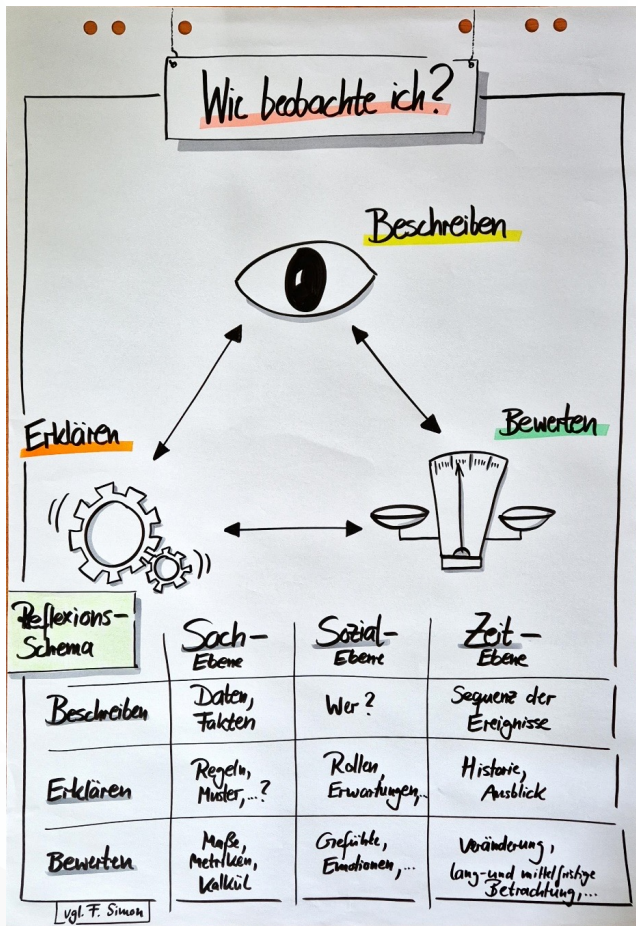 Wie beobachte ich?
Beschreiben
Erklären
Bewerten
Reflexions-
Schema
Sach-
Ebene
Sozial-
Ebene
Zeit-
Ebene
Beschreiben
Daten,
Fakten
Wer?
Sequenz der
Ereignisse
Erklären
Regeln,
Muster,...?
Rollen,
Erwartungen,..
Historie,
Ausblick
Bewerten
Maße,
Metriken,
Kalkül
Gefühle,
Emotionen,...
Veränderung,
lang- und mittelfristige
Betrachtung,...
vgl. F. Simon